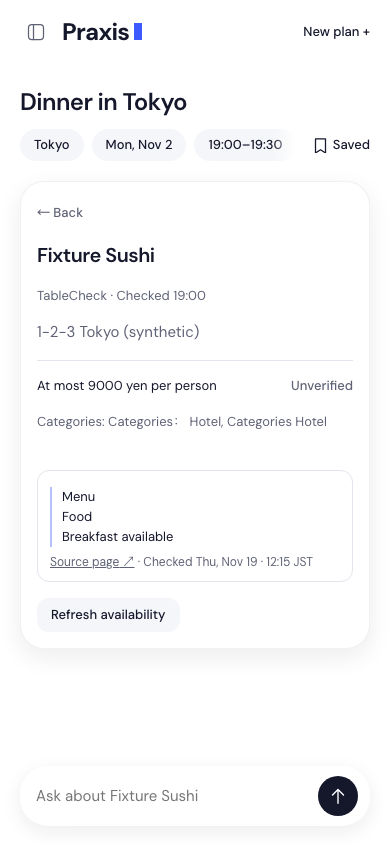 Praxis
New plan +
Dinner in Tokyo
Tokyo
Mon, Nov 2
19:00–19:30
Saved
← Back
Fixture Sushi
TableCheck · Checked 19:00
1-2-3 Tokyo (synthetic)
At most 9000 yen per person
Unverified
Categories: Categories： Hotel, Categories Hotel
Menu
Food
Breakfast available
Source page ↗ · Checked Thu, Nov 19 · 12:15 JST
Refresh availability
Ask about Fixture Sushi